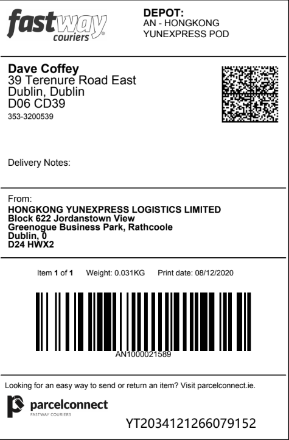 fastway
couriers
DEPOT:
AN - HONGKONG
YUNEXPRESS POD
Dave Coffey
39 Terenure Road East
Dublin, Dublin
D06 CD39
353-3200539
Delivery Notes:
From:
HONGKONG YUNEXPRESS LOGISTICS LIMITED
Block 622 Jordanstown View
Greenogue Business Park, Rathcoole
Dublin, 0
D24 HWX2
Item 1 of 1 Weight: 0.031KG Print date: 08/12/2020
AN1000021589
Looking for an easy way to send or return an item? Visit parcelconnect.ie.
parcelconnect
FASTWAY COURIERS
YT2034121266079152